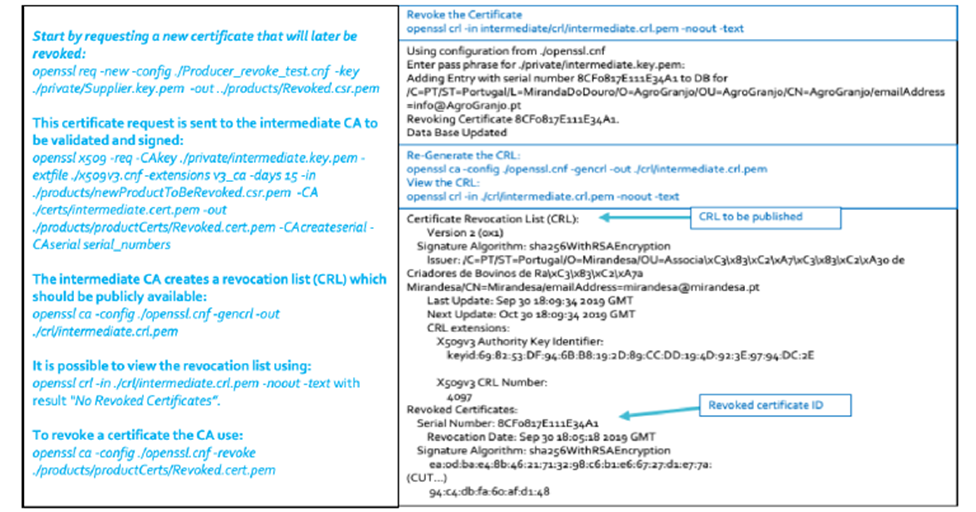 Start by requesting a new certificate that will later be
revoked:
openssl req -new -config ./Producer_revoke_test.cnf -key
./private/Supplier.key.pem -out ../products/Revoked.csr.pem
This certificate request is sent to the intermediate CA to
be validated and signed:
openssl x509 -req -CAkey ./private/intermediate.key.pem -
extfile ./x509v3.cnf -extensions v3_ca -days 15 -in
./products/newProductToBeRevoked.csr.pem -CA
./certs/intermediate.cert.pem -out
./products/productCerts/Revoked.cert.pem -CAcreateserial -
CAserial serial_numbers
The intermediate CA creates a revocation list (CRL) which
should be publicly available:
openssl ca -config ./openssl.cnf -gencrl -out
./crl/intermediate.crl.pem
It is possible to view the revocation list using:
openssl crl -in ./crl/intermediate.crl.pem -noout -text with
result "No Revoked Certificates".
To revoke a certificate the CA use:
openssl ca -config ./openssl.cnf -revoke
./products/productCerts/Revoked.cert.pem
Revoke the Certificate
openssl crl -in intermediate/crl/intermediate.crl.pem -noout -text
Using configuration from ./openssl.cnf
Enter pass phrase for ./private/intermediate.key.pem:
Adding Entry with serial number 8CF0817E111E34A1 to DB for
/C=PT/ST=Portugal/L=MirandaDoDouro/O=AgroGranjo/OU=AgroGranjo/CN=AgroGranjo/emailAddress
=info@AgroGranjo.pt
Revoking Certificate 8CF0817E111E34A1.
Data Base Updated
Re-Generate the CRL:
openssl ca -config ./openssl.cnf -gencrl -out ./crl/intermediate.crl.pem
View the CRL:
openssl crl -in ./crl/intermediate.crl.pem -noout -text
Certificate Revocation List (CRL):
CRL to be published
Version 2 (0x1)
Signature Algorithm: sha256WithRSAEncryption
Issuer: /C=PT/ST=Portugal/O=Mirandesa/OU=Associa\xC3\x83\xC2\xA7\xC3\x83\xC2\xA30 de
Criadores de Bovinos de Ra\xC3\x83\xC2\xA7a
Mirandesa/CN=Mirandesa/emailAddress=mirandesa@mirandesa.pt
Last Update: Sep 30 18:09:34 2019 GMT
Next Update: Oct 30 18:09:34 2019 GMT
CRL extensions:
X509v3 Authority Key Identifier:
keyid:69:82:53:DF:94:6B:B8:19:2D:89:CC:DD:19:4D:92:3E:97:94:DC:2E
X509v3 CRL Number:
4097
Revoked Certificates:
Revoked certificate ID
Serial Number: 8CF0817E111E34A1
Revocation Date: Sep 30 18:05:18 2019 GMT
Signature Algorithm: sha256WithRSAEncryption
ea:0d:ba:e4:8b:46:21:71:32:98:c6:b1:e6:67:27:d1:e7:7a:
(CUT...)
94:c4:db:fa:60:af:d1:48